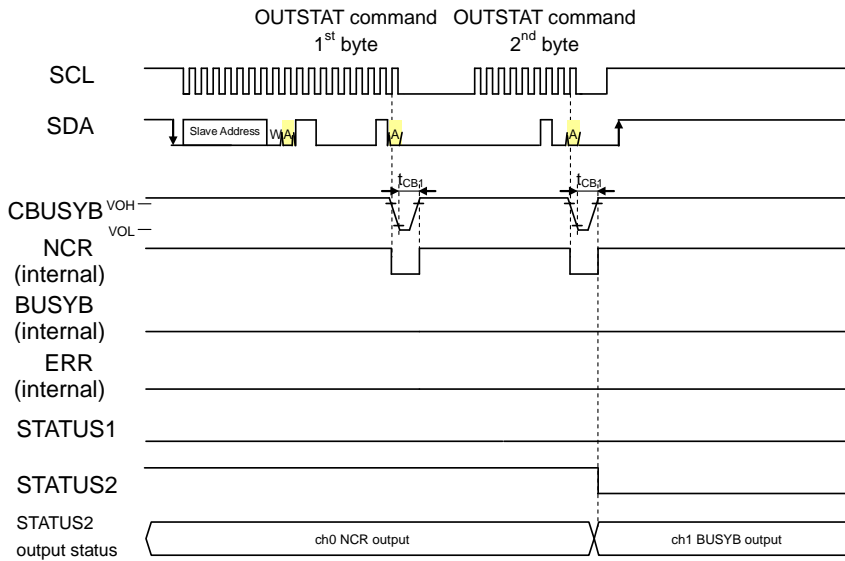 OUTSTAT command OUTSTAT command
1st byte 2nd byte
SCL
SDA
Slave Address W A A A
tCB1 tCB1
CBUSYB VOH
VOL
NCR
(internal)
BUSYB
(internal)
ERR
(internal)
STATUS1
STATUS2
STATUS2
output status
ch0 NCR output ch1 BUSYB output